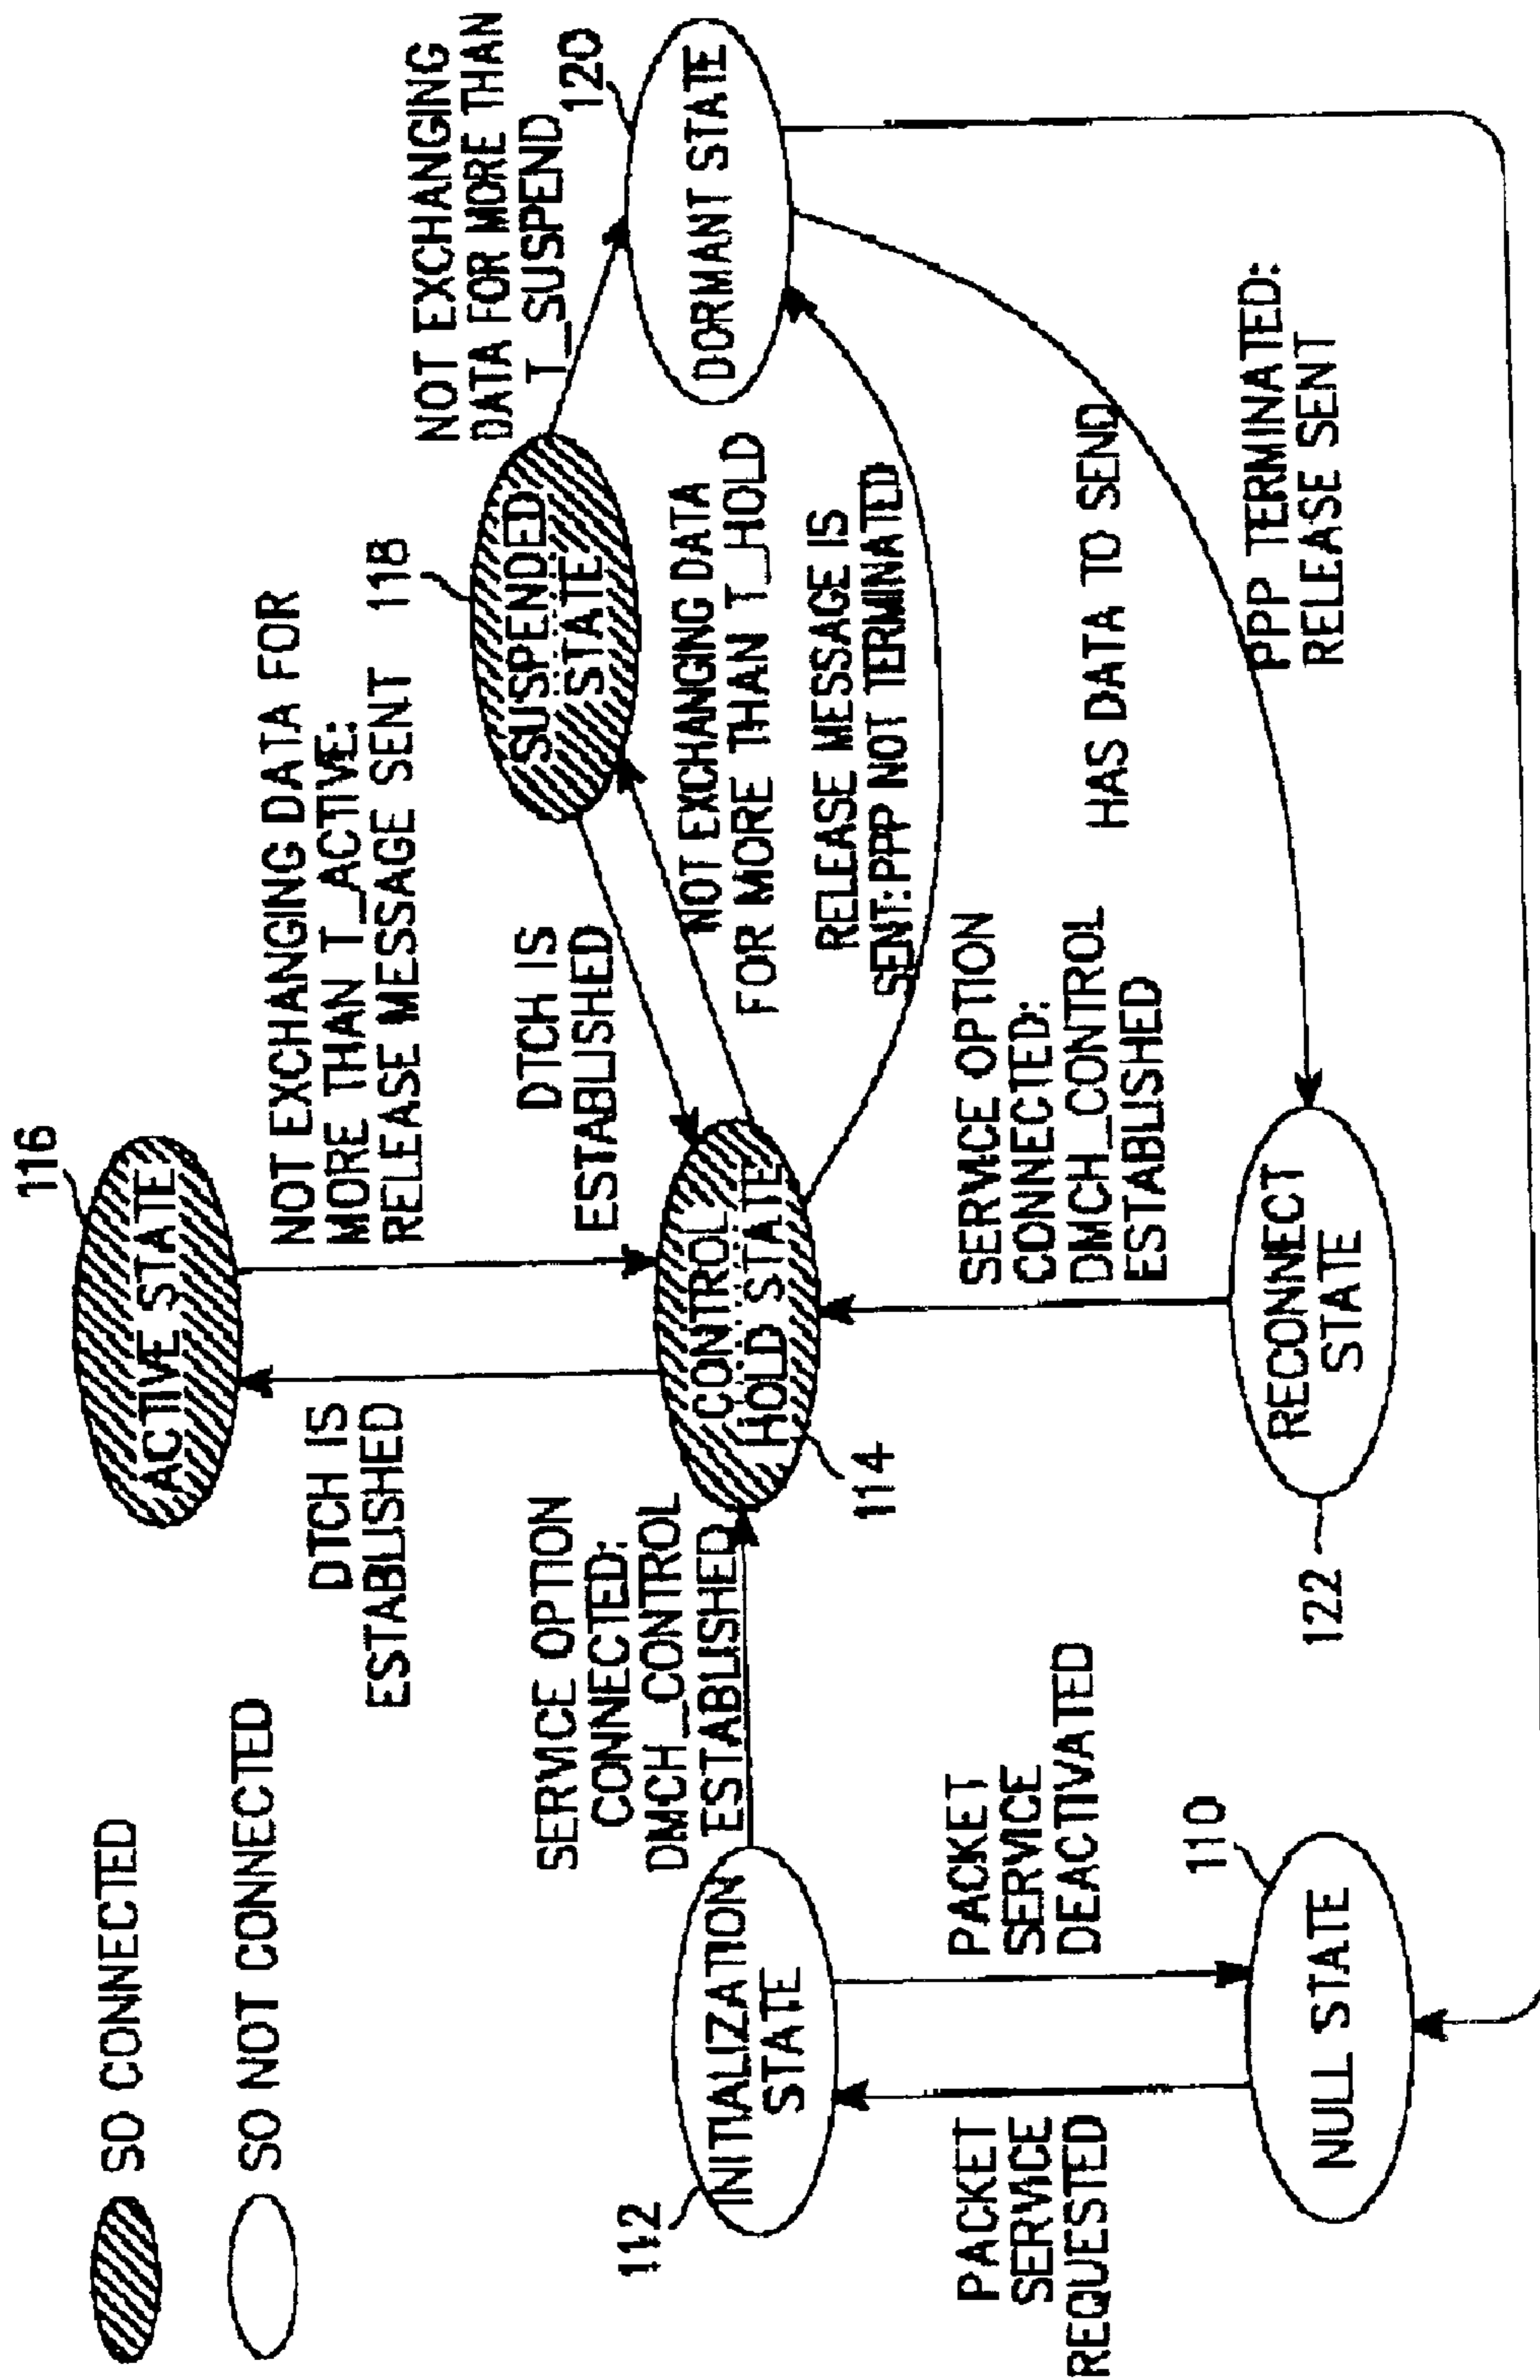 SO CONNECTED
SO NOT CONNECTED
116
ACTIVE STATE
DTCH IS
ESTABLISHED
NOT EXCHANGING DATA FOR
MORE THAN T_ACTIVE:
RELEASE MESSAGE SENT
118
SUSPENDED
STATE
NOT EXCHANGING
DATA FOR MORE THAN
T_SUSPEND
120
DORMANT STATE
SERVICE OPTION
CONNECTED:
DMCH_CONTROL
ESTABLISHED
DTCH IS
ESTABLISHED
112
INITIALIZATION
STATE
CONTROL
HOLD STATE
114
NOT EXCHANGING DATA
FOR MORE THAN T_HOLD
RELEASE MESSAGE IS
SENT:PPP NOT TERMINATED
PACKET
SERVICE
REQUESTED
PACKET
SERVICE
DEACTIVATED
SERVICE OPTION
CONNECTED:
DMCH_CONTROL
ESTABLISHED
HAS DATA TO SEND
110
NULL STATE
122
RECONNECT
STATE
PPP TERMINATED:
RELEASE SENT